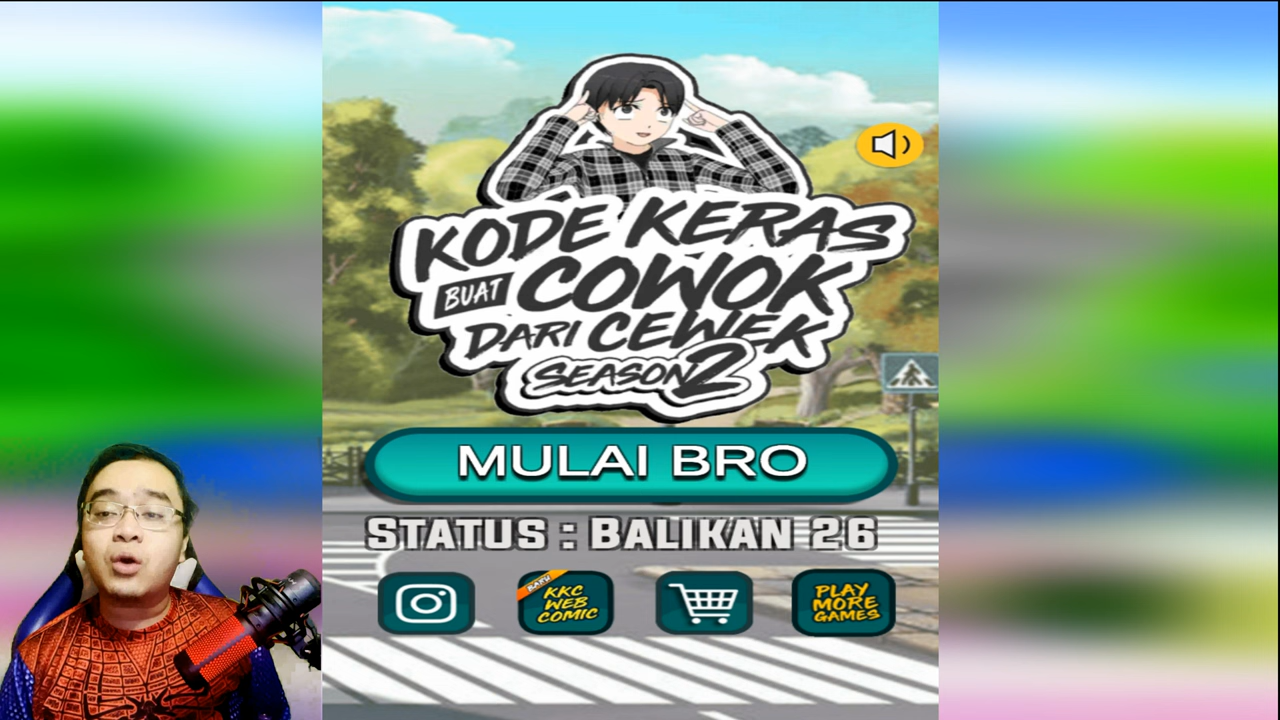 KODE KERAS
BUAT COWOK
DARI CEWEK
SEASON 2
MULAI BRO
STATUS : BALIKAN 26
BARU
KKC
WEB
COMIC
PLAY
MORE
GAMES